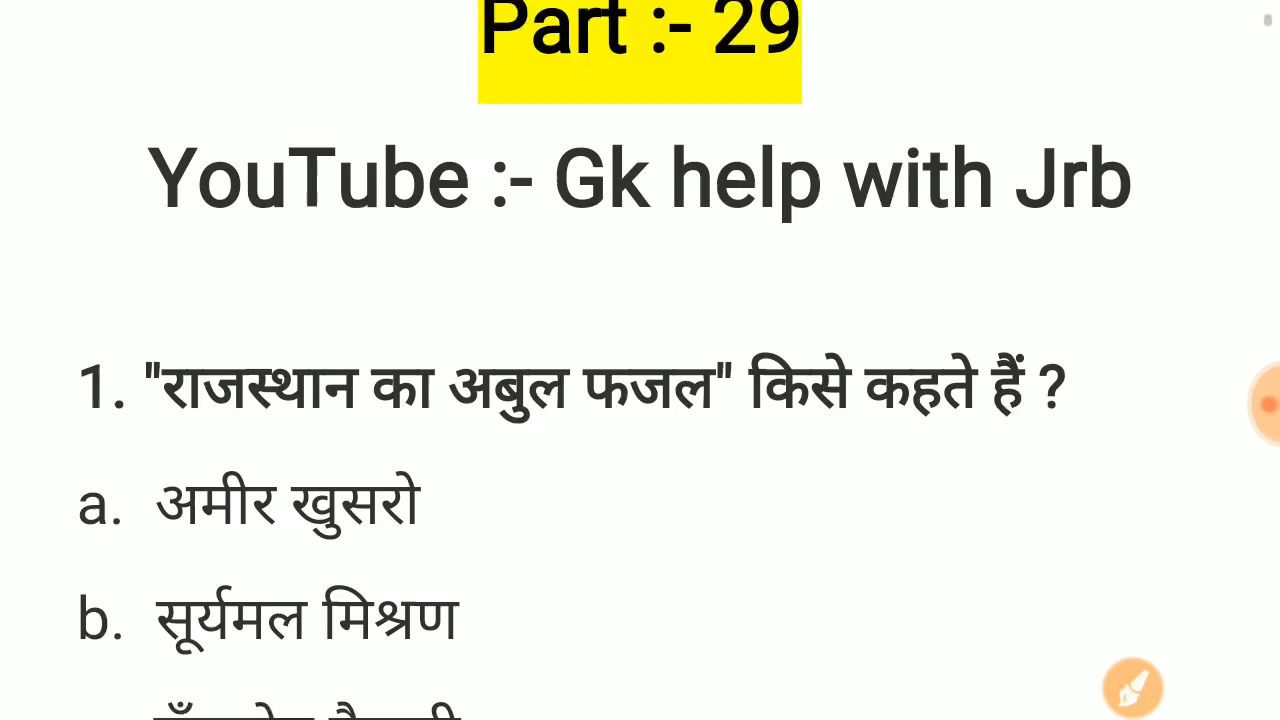 Part :- 29
YouTube :- Gk help with Jrb
1. "राजस्थान का अबुल फजल" किसे कहते हैं ?
a. अमीर खुसरो
b. सूर्यमल मिश्रण